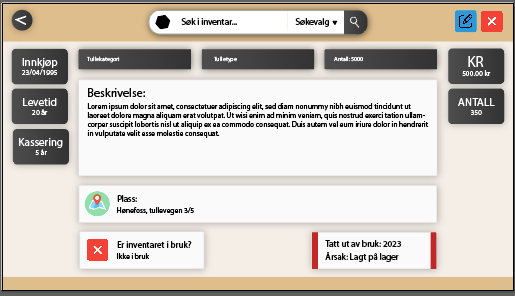 <
Søk i inventar...
Søkevalg ▾
Innkjøp
23/04/1995
Tullekategori
Tulletype
Antall: 5000
KR
500.00 kr
Levetid
20 år
ANTALL
350
Kassering
5 år
Beskrivelse:
Lorem ipsum dolor sit amet, consectetuer adipiscing elit, sed diam nonummy nibh euismod tincidunt ut
laoreet dolore magna aliquam erat volutpat. Ut wisi enim ad minim veniam, quis nostrud exerci tation ullam-
corper suscipit lobortis nisl ut aliquip ex ea commodo consequat. Duis autem vel eum iriure dolor in hendrerit
in vulputate velit esse molestie consequat.
Plass:
Hønefoss, tullevegen 3/5
Er inventaret i bruk?
Ikke i bruk
Tatt ut av bruk: 2023
Årsak: Lagt på lager